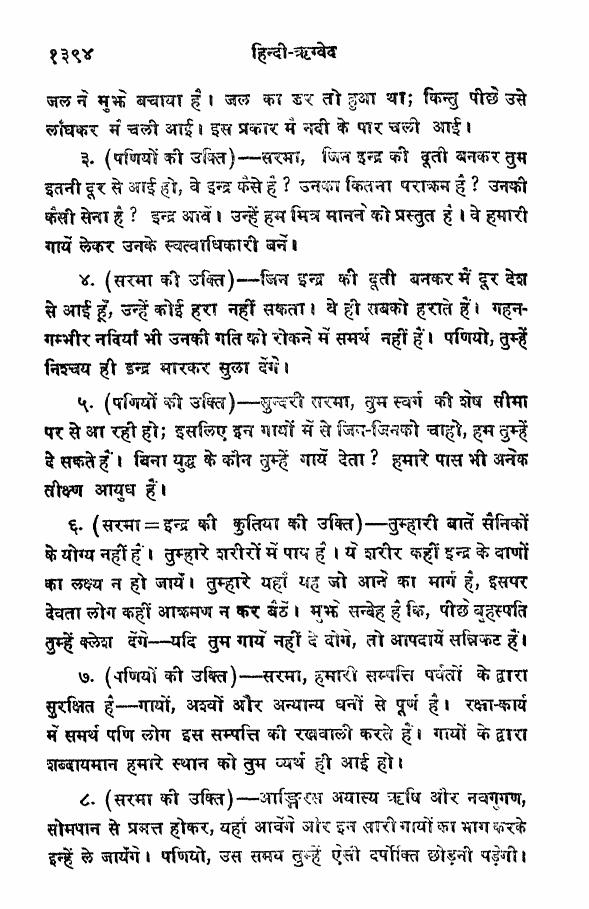 १३९४ हिन्दी-ऋग्वेद
जल ने मुझे बचाया है। जल का डर तो हुआ था; किन्तु पीछे उसे
लाँघकर मैं चली आई। इस प्रकार मैं नदी के पार चली आई।
३. (पणियों की उक्ति)—सरमा, जिन इन्द्र की दूती बनकर तुम
इतनी दूर से आई हो, वे इन्द्र कैसे हैं? उनका कितना पराक्रम है? उनकी
कैसी सेना है? इन्द्र आवें। उन्हें हम मित्र मानने को प्रस्तुत हैं। वे हमारी
गायें लेकर उनके स्वत्वाधिकारी बनें।
४. (सरमा की उक्ति)—जिन इन्द्र की दूती बनकर मैं दूर देश
से आई हूँ, उन्हें कोई हरा नहीं सकता। वे ही सबको हराते हैं। गहन-
गम्भीर नदियाँ भी उनकी गति को रोकने में समर्थ नहीं हैं। पणियो, तुम्हें
निश्चय ही इन्द्र मारकर सुला देंगे।
५. (पणियों की उक्ति)—सुन्दरी सरमा, तुम स्वर्ग की शेष सीमा
पर से आ रही हो; इसलिए इन गायों में से जिन-जिनको चाहो, हम तुम्हें
दे सकते हैं। बिना युद्ध के कौन तुम्हें गायें देता? हमारे पास भी अनेक
तीक्ष्ण आयुध हैं।
६. (सरमा=इन्द्र की कुतिया की उक्ति)—तुम्हारी बातें सैनिकों
के योग्य नहीं हैं। तुम्हारे शरीरों में पाप है। ये शरीर कहीं इन्द्र के वाणों
का लक्ष्य न हो जायें। तुम्हारे यहाँ यह जो आने का मार्ग है, इसपर
देवता लोग कहीं आक्रमण न कर बैठें। मुझे सन्देह है कि, पीछे बृहस्पति
तुम्हें क्लेश देंगे—यदि तुम गायें नहीं दे दोगे, तो आपदायें सन्निकट हैं।
७. (पणियों की उक्ति)—सरमा, हमारी सम्पत्ति पर्वतों के द्वारा
सुरक्षित है—गायों, अश्वों और अन्यान्य धनों से पूर्ण है। रक्षा-कार्य
में समर्थ पणि लोग इस सम्पत्ति की रखवाली करते हैं। गायों के द्वारा
शब्दायमान हमारे स्थान को तुम व्यर्थ ही आई हो।
८. (सरमा की उक्ति)—आङ्गिरस अयास्य ऋषि और नवगुगण,
सोमपान से प्रमत्त होकर, यहाँ आवेंगे और इन सारी गायों का भाग करके
इन्हें ले जायेंगे। पणियो, उस समय तुम्हें ऐसी दर्पोक्ति छोड़नी पड़ेगी।